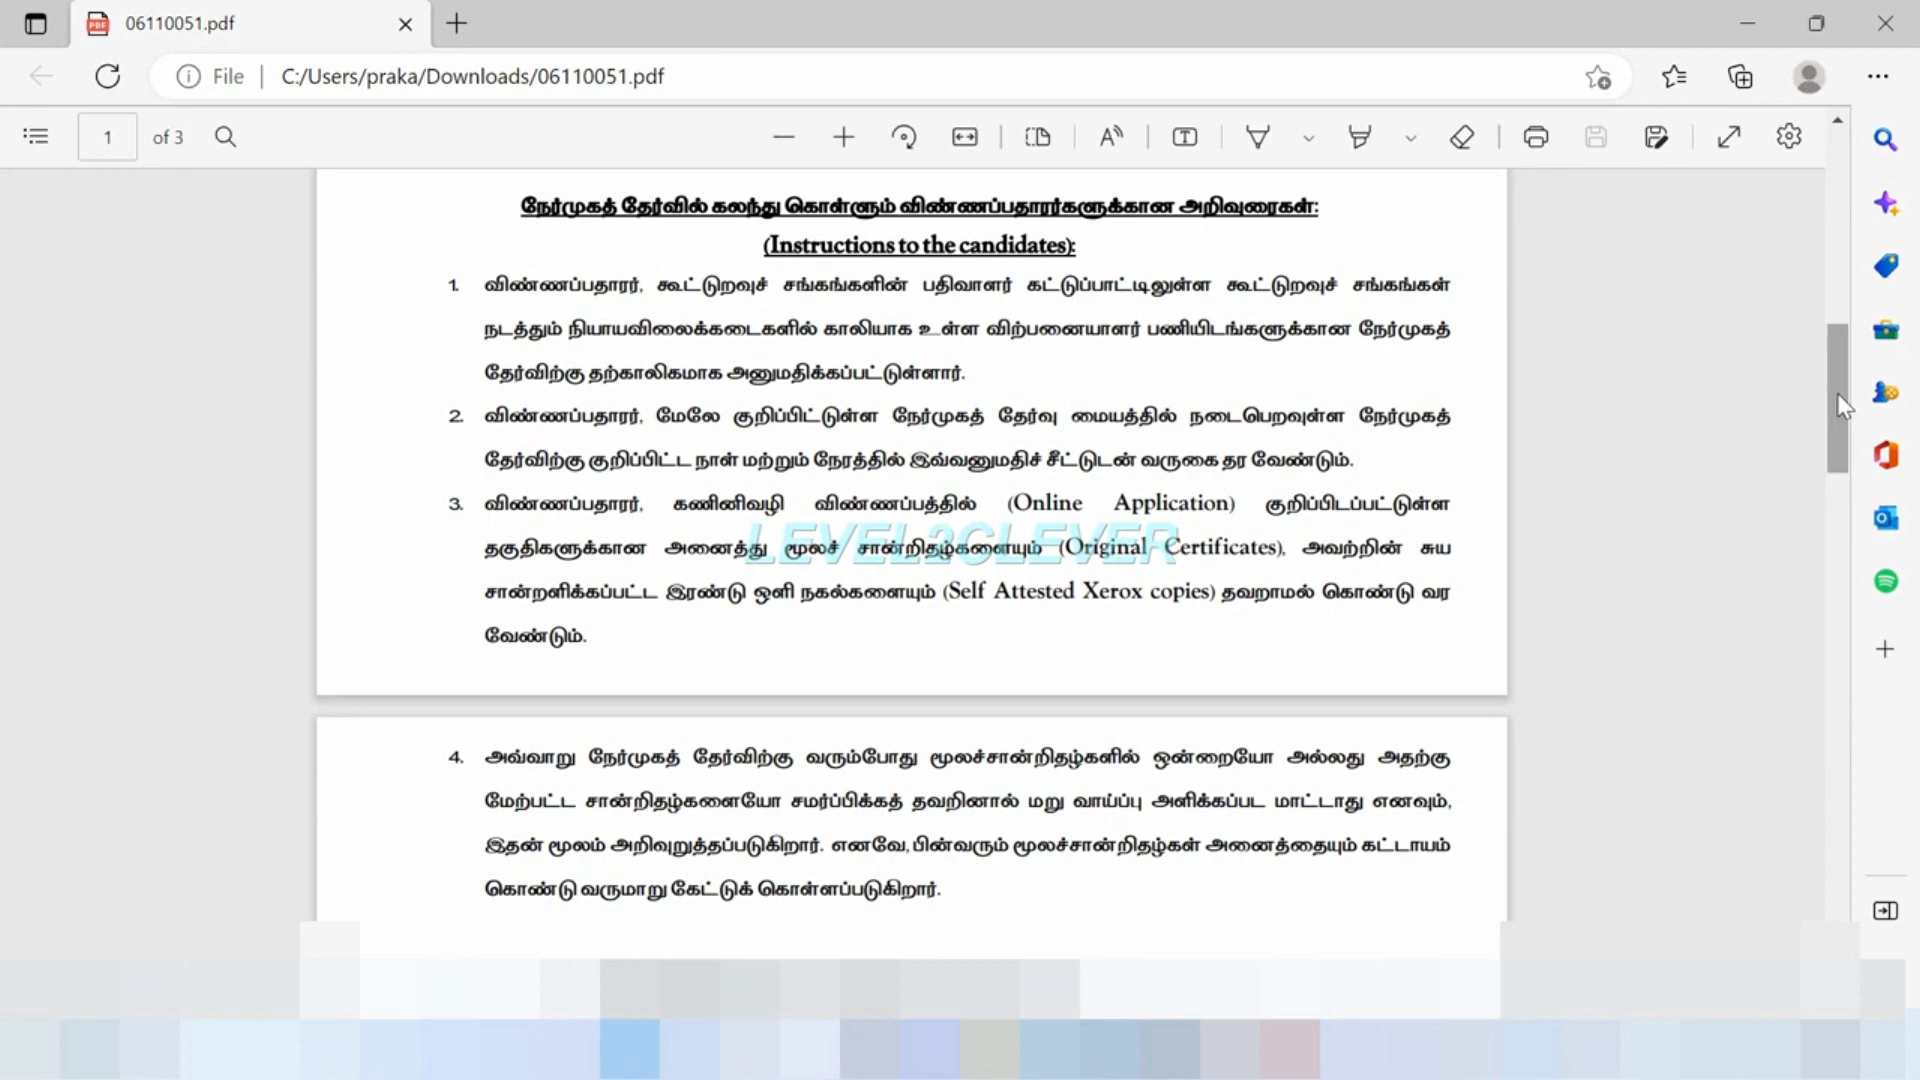 06110051.pdf
File
C:/Users/praka/Downloads/06110051.pdf
1
of 3
நேர்முகத் தேர்வில் கலந்து கொள்ளும் விண்ணப்பதாரர்களுக்கான அறிவுரைகள்:
(Instructions to the candidates):
1. விண்ணப்பதாரர், கூட்டுறவுச் சங்கங்களின் பதிவாளர் கட்டுப்பாட்டிலுள்ள கூட்டுறவுச் சங்கங்கள்
நடத்தும் நியாயவிலைக்கடைகளில் காலியாக உள்ள விற்பனையாளர் பணியிடங்களுக்கான நேர்முகத்
தேர்விற்கு தற்காலிகமாக அனுமதிக்கப்பட்டுள்ளார்.
2. விண்ணப்பதாரர், மேலே குறிப்பிட்டுள்ள நேர்முகத் தேர்வு மையத்தில் நடைபெறவுள்ள நேர்முகத்
தேர்விற்கு குறிப்பிட்ட நாள் மற்றும் நேரத்தில் இவ்வனுமதிச் சீட்டுடன் வருகை தர வேண்டும்.
3. விண்ணப்பதாரர், கணினிவழி விண்ணப்பத்தில் (Online Application) குறிப்பிடப்பட்டுள்ள
LEVEL2CLEVER
தகுதிகளுக்கான அனைத்து மூலச் சான்றிதழ்களையும் (Original Certificates), அவற்றின் சுய
சான்றளிக்கப்பட்ட இரண்டு ஒளி நகல்களையும் (Self Attested Xerox copies) தவறாமல் கொண்டு வர
வேண்டும்.
4. அவ்வாறு நேர்முகத் தேர்விற்கு வரும்போது மூலச்சான்றிதழ்களில் ஒன்றையோ அல்லது அதற்கு
மேற்பட்ட சான்றிதழ்களையோ சமர்ப்பிக்கத் தவறினால் மறு வாய்ப்பு அளிக்கப்பட மாட்டாது எனவும்,
இதன் மூலம் அறிவுறுத்தப்படுகிறார். எனவே, பின்வரும் மூலச்சான்றிதழ்கள் அனைத்தையும் கட்டாயம்
கொண்டு வருமாறு கேட்டுக் கொள்ளப்படுகிறார்.